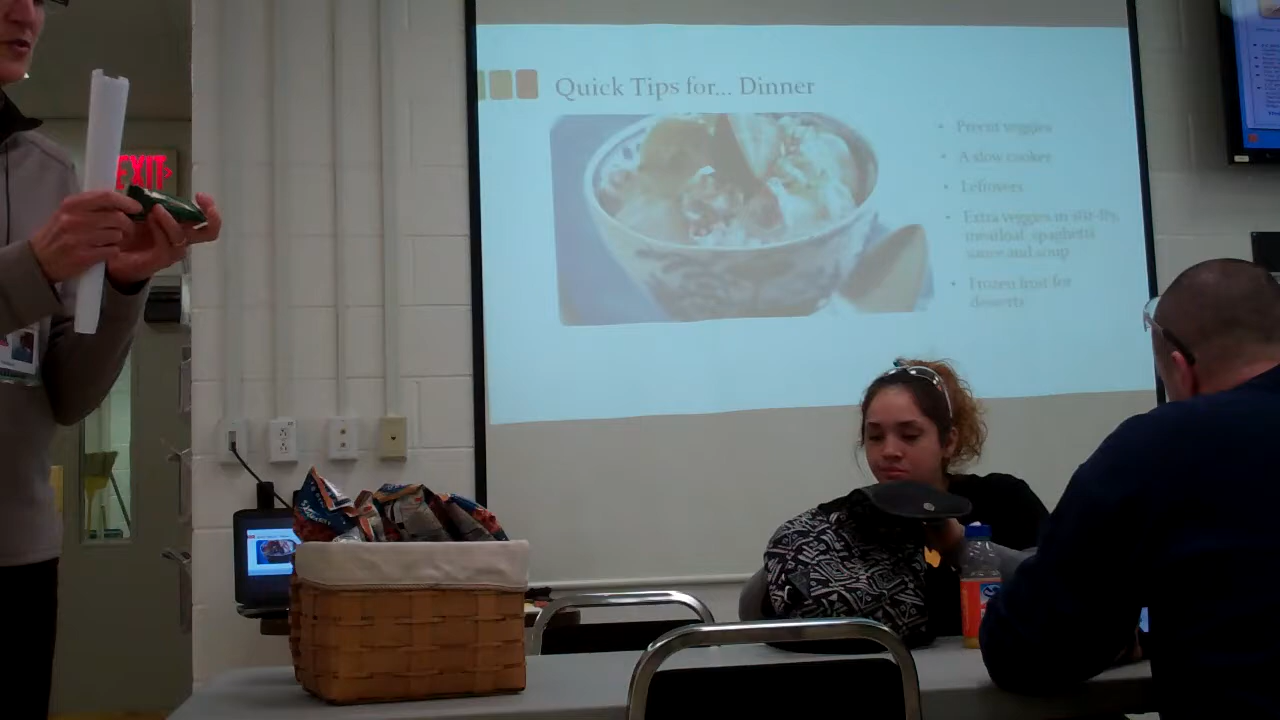 EXIT
Quick Tips for... Dinner
• Precut veggies
• A slow cooker
• Leftovers
• Extra veggies in stir-fry,
meatloaf, spaghetti
sauce and soup
• Frozen fruit for
desserts